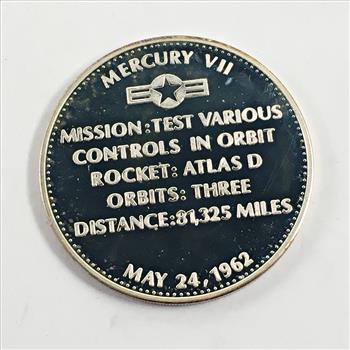 MERCURY VII
MISSION:TEST VARIOUS
CONTROLS IN ORBIT
ROCKET: ATLAS D
ORBITS: THREE
DISTANCE:81,325 MILES
MAY 24, 1962